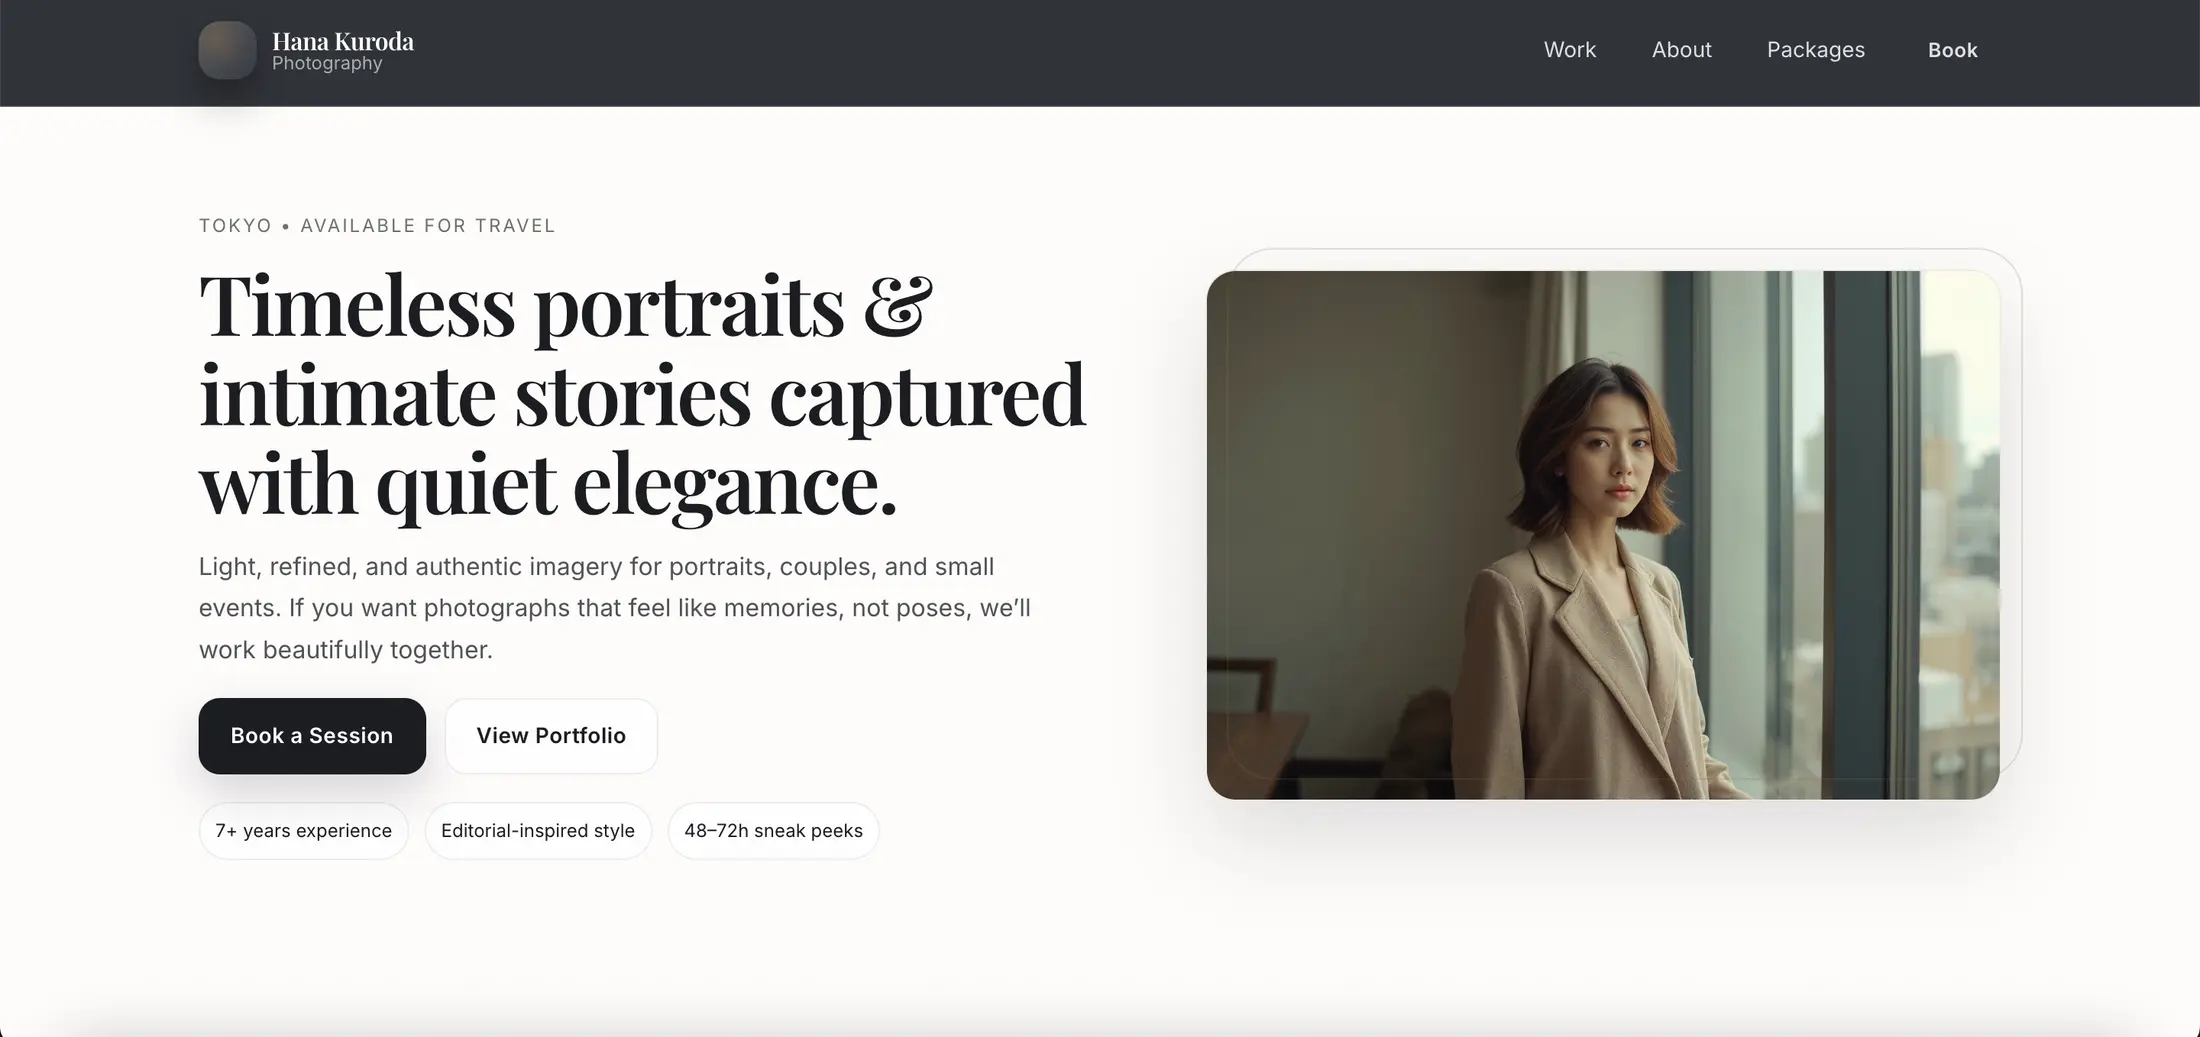 Hana Kuroda
Photography
Work
About
Packages
Book
TOKYO • AVAILABLE FOR TRAVEL
Timeless portraits &
intimate stories captured
with quiet elegance.
Light, refined, and authentic imagery for portraits, couples, and small
events. If you want photographs that feel like memories, not poses, we’ll
work beautifully together.
Book a Session
View Portfolio
7+ years experience
Editorial-inspired style
48–72h sneak peeks